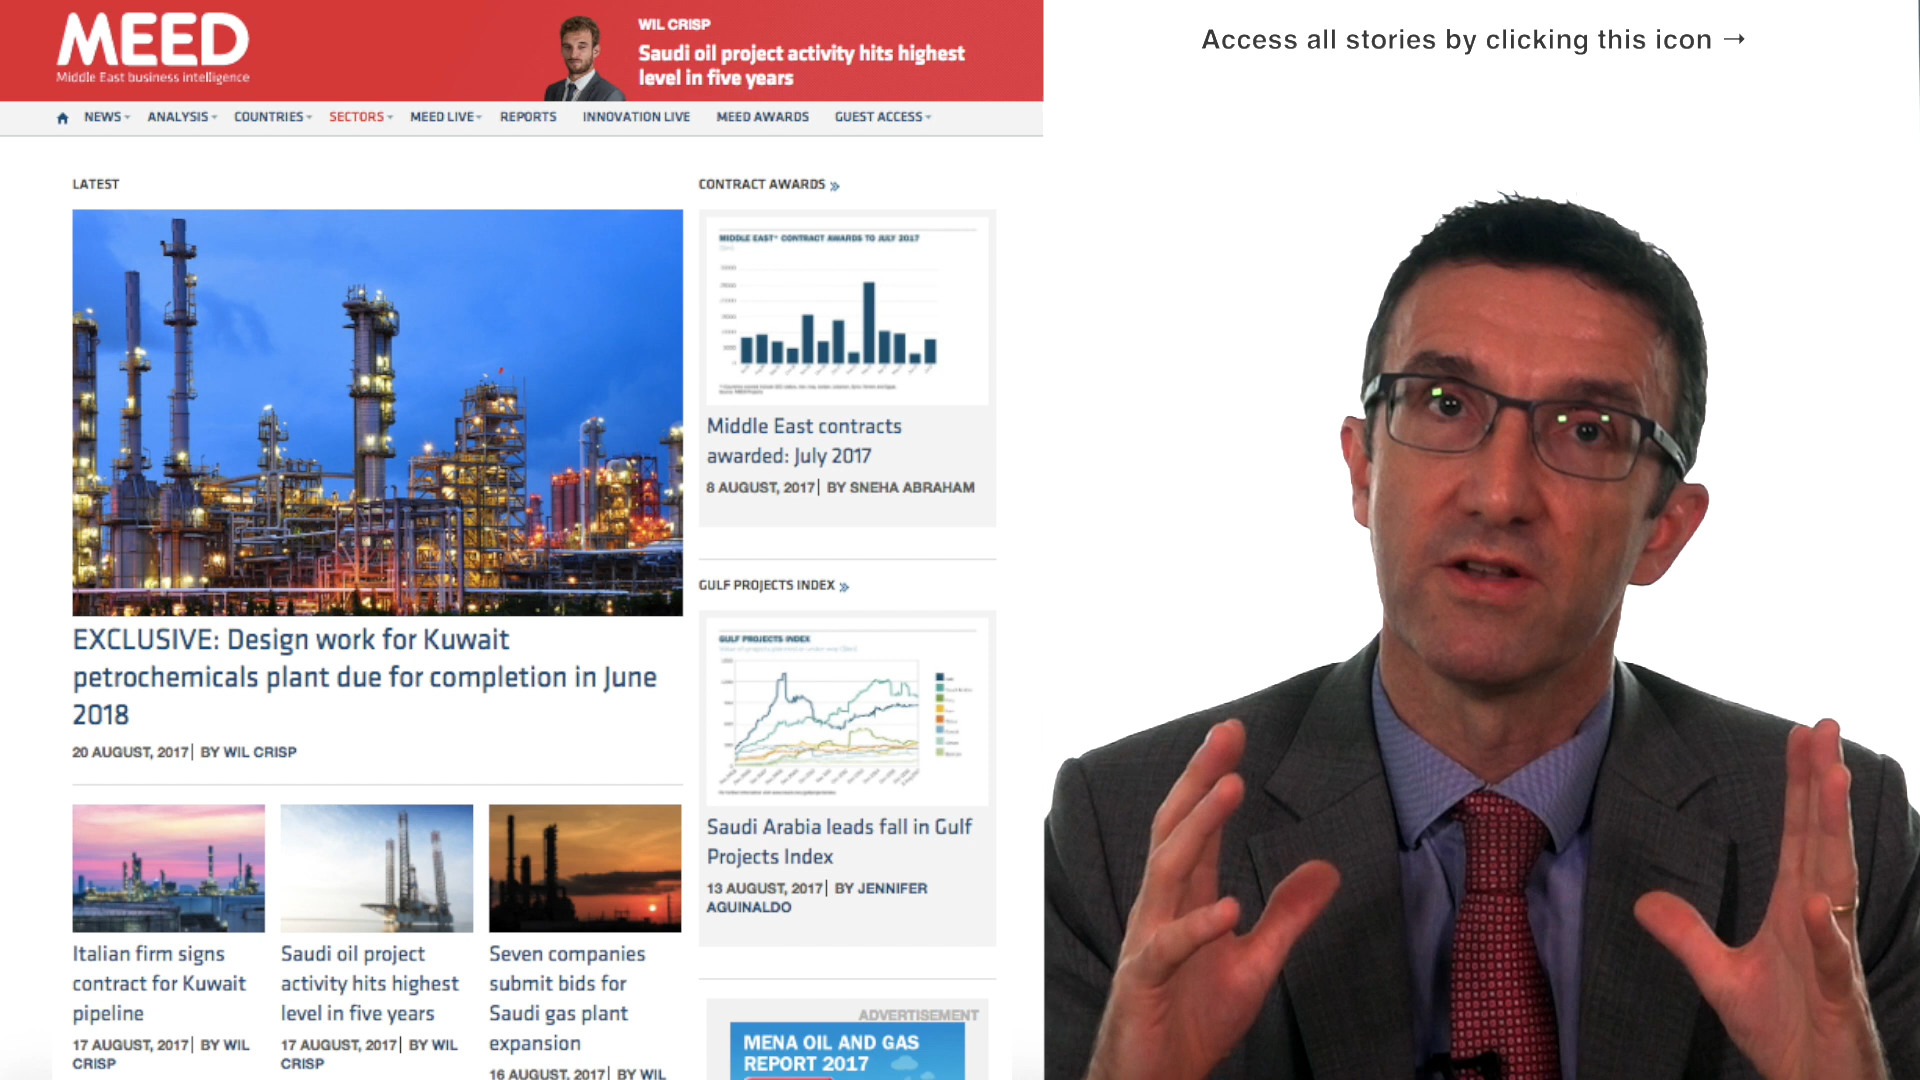 MEED
Middle East business intelligence
WIL CRISP
Saudi oil project activity hits highest
level in five years
Access all stories by clicking this icon →
NEWS
ANALYSIS
COUNTRIES
SECTORS
MEED LIVE
REPORTS
INNOVATION LIVE
MEED AWARDS
GUEST ACCESS
LATEST
EXCLUSIVE: Design work for Kuwait
petrochemicals plant due for completion in June
2018
20 AUGUST, 2017| BY WIL CRISP
Italian firm signs
contract for Kuwait
pipeline
17 AUGUST, 2017| BY WIL
CRISP
Saudi oil project
activity hits highest
level in five years
17 AUGUST, 2017| BY WIL
CRISP
Seven companies
submit bids for
Saudi gas plant
expansion
16 AUGUST, 2017| BY WIL
CONTRACT AWARDS »
MIDDLE EAST* CONTRACT AWARDS TO JULY 2017
Middle East contracts
awarded: July 2017
8 AUGUST, 2017| BY SNEHA ABRAHAM
GULF PROJECTS INDEX »
GULF PROJECTS INDEX
Saudi Arabia leads fall in Gulf
Projects Index
13 AUGUST, 2017| BY JENNIFER
AGUINALDO
ADVERTISEMENT
MENA OIL AND GAS
REPORT 2017